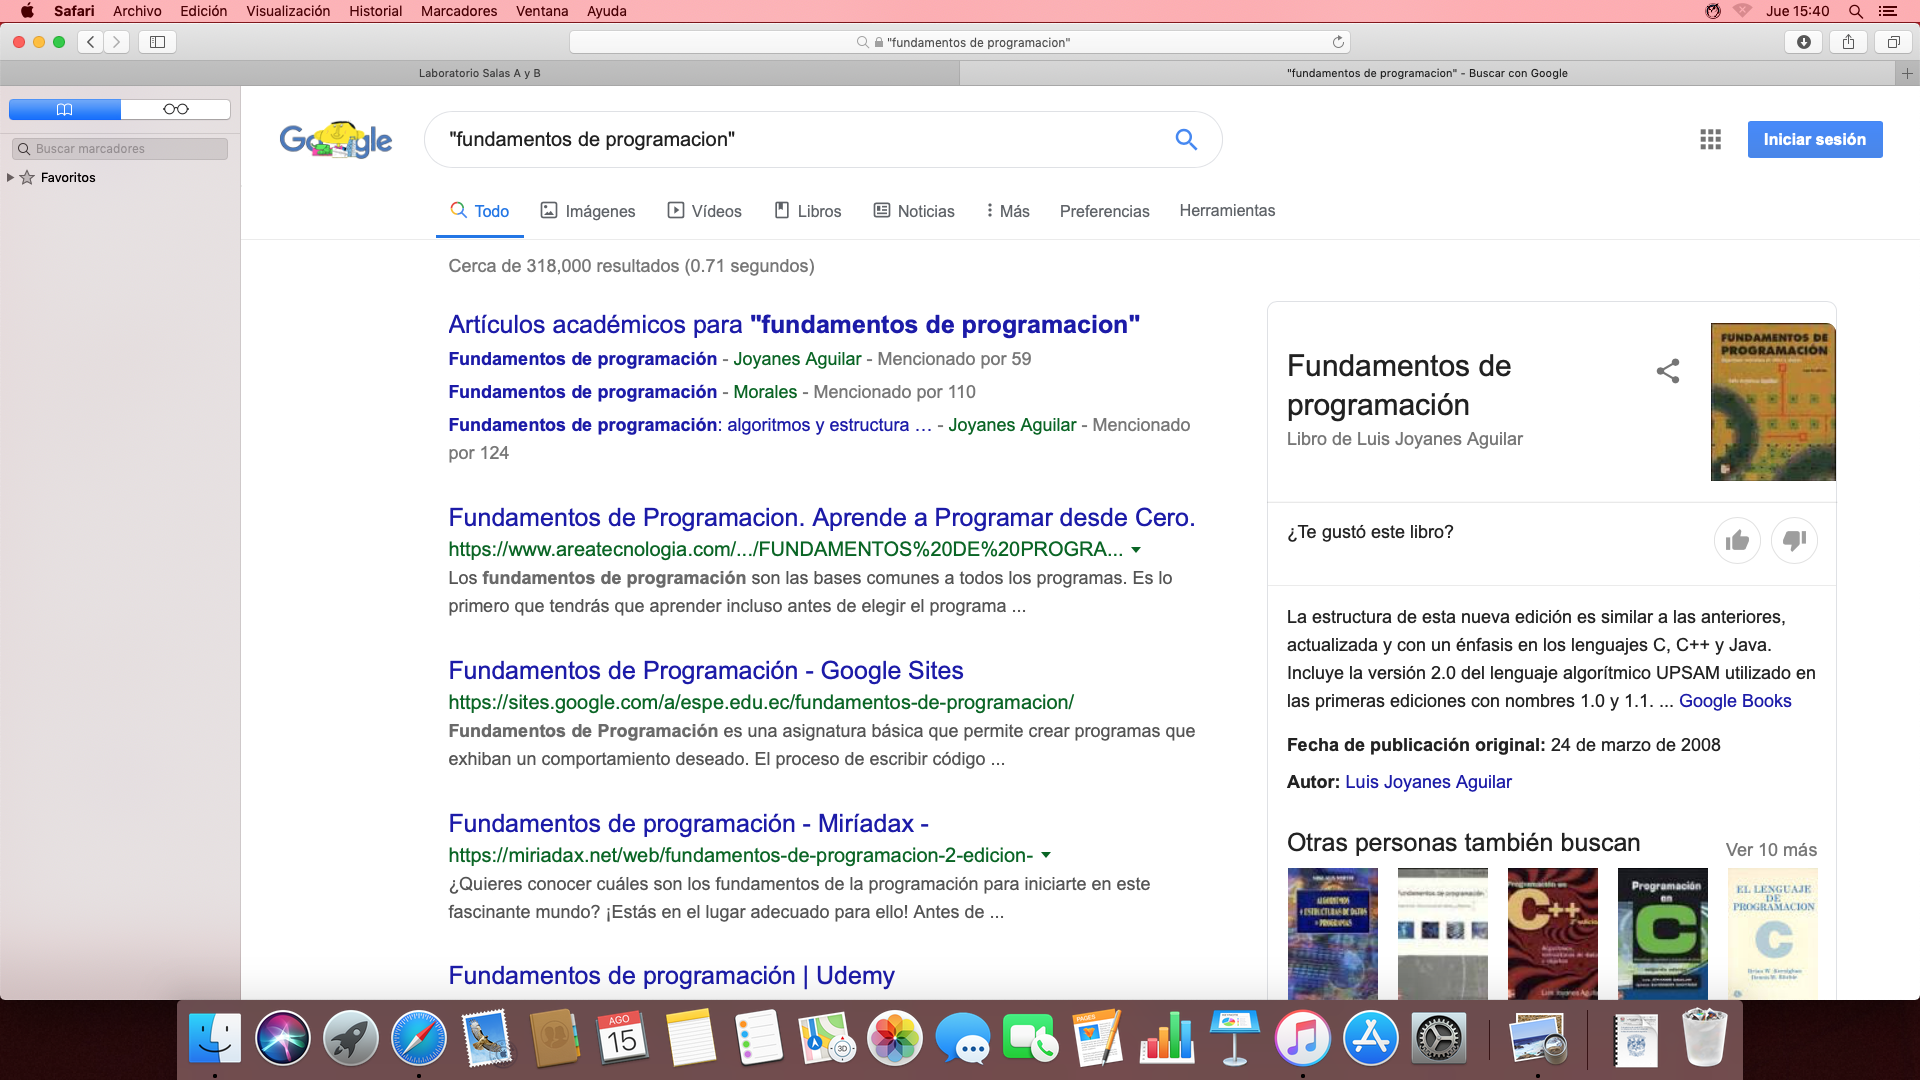 Safari Archivo Edición Visualización Historial Marcadores Ventana Ayuda Jue 15:40
"fundamentos de programacion"
Laboratorio Salas A y B
"fundamentos de programacion" - Buscar con Google
Buscar marcadores
Favoritos
Google
"fundamentos de programacion"
Iniciar sesión
Todo Imágenes Vídeos Libros Noticias Más Preferencias Herramientas
Cerca de 318,000 resultados (0.71 segundos)
Artículos académicos para "fundamentos de programacion"
Fundamentos de programación - Joyanes Aguilar - Mencionado por 59
Fundamentos de programación - Morales - Mencionado por 110
Fundamentos de programación: algoritmos y estructura … - Joyanes Aguilar - Mencionado
por 124
Fundamentos de Programacion. Aprende a Programar desde Cero.
https://www.areatecnologia.com/.../FUNDAMENTOS%20DE%20PROGRA...
Los fundamentos de programación son las bases comunes a todos los programas. Es lo
primero que tendrás que aprender incluso antes de elegir el programa ...
Fundamentos de Programación - Google Sites
https://sites.google.com/a/espe.edu.ec/fundamentos-de-programacion/
Fundamentos de Programación es una asignatura básica que permite crear programas que
exhiban un comportamiento deseado. El proceso de escribir código ...
Fundamentos de programación - Miríadax -
https://miriadax.net/web/fundamentos-de-programacion-2-edicion-
¿Quieres conocer cuáles son los fundamentos de la programación para iniciarte en este
fascinante mundo? ¡Estás en el lugar adecuado para ello! Antes de ...
Fundamentos de programación | Udemy
Fundamentos de
programación
Libro de Luis Joyanes Aguilar
FUNDAMENTOS DE
PROGRAMACIÓN
¿Te gustó este libro?
La estructura de esta nueva edición es similar a las anteriores,
actualizada y con un énfasis en los lenguajes C, C++ y Java.
Incluye la versión 2.0 del lenguaje algorítmico UPSAM utilizado en
las primeras ediciones con nombres 1.0 y 1.1. ... Google Books
Fecha de publicación original: 24 de marzo de 2008
Autor: Luis Joyanes Aguilar
Otras personas también buscan
Ver 10 más
ALGORITMOS
+ ESTRUCTURAS DE DATOS
= PROGRAMAS
Fundamentos de programación
Programación en
C++
Programación
en
C
EL LENGUAJE
DE
PROGRAMACION
C
AGO
15
3D
PAGES